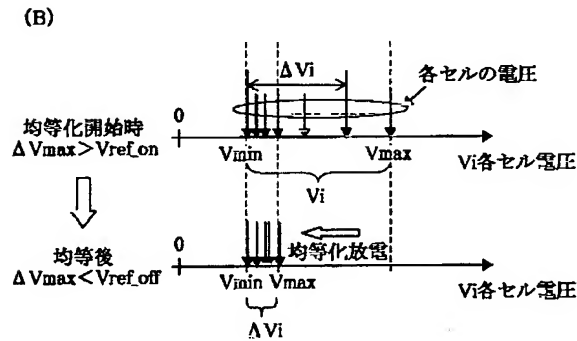 (B)
ΔVi
各セルの電圧
0
均等化開始時
ΔVmax>Vref_on
Vmin
Vmax
Vi各セル電圧
Vi
0
均等化放電
均等後
ΔVmax<Vref_off
Vmin
Vmax
Vi各セル電圧
ΔVi